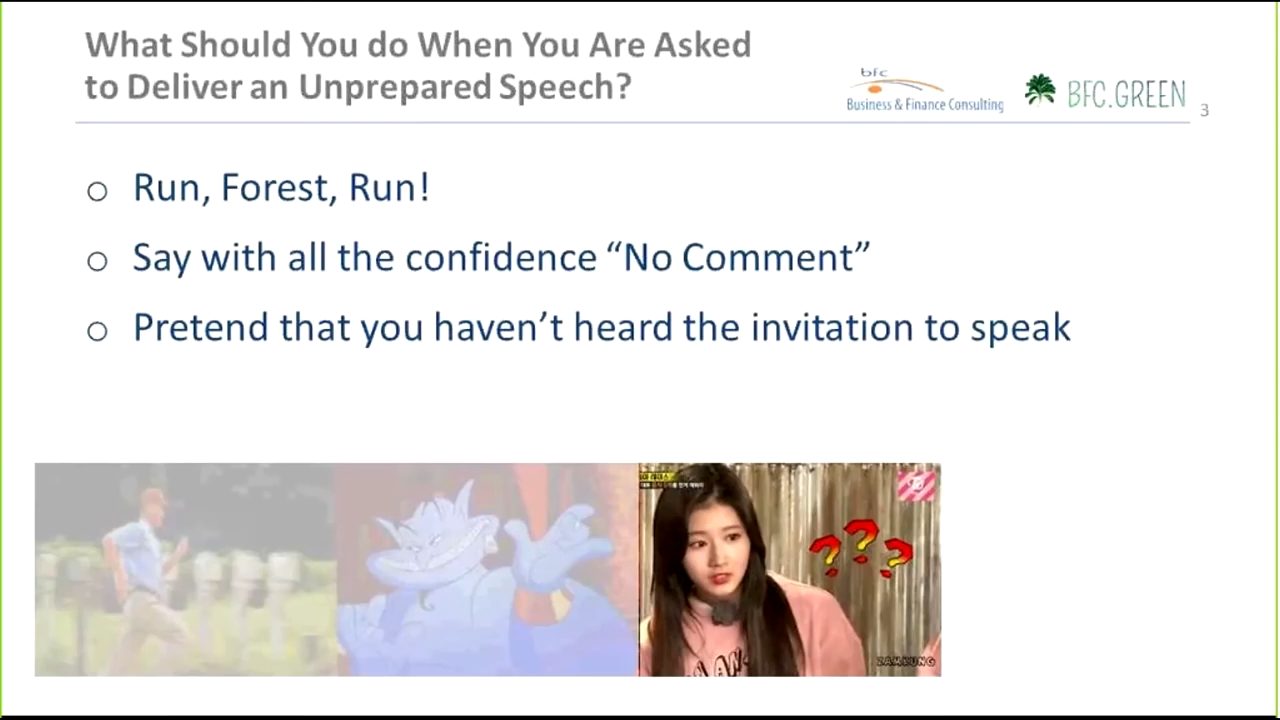 What Should You do When You Are Asked
to Deliver an Unprepared Speech?
bfc
Business & Finance Consulting
BFC.GREEN
3
Run, Forest, Run!
Say with all the confidence “No Comment”
Pretend that you haven’t heard the invitation to speak
???
ZAMKUNG